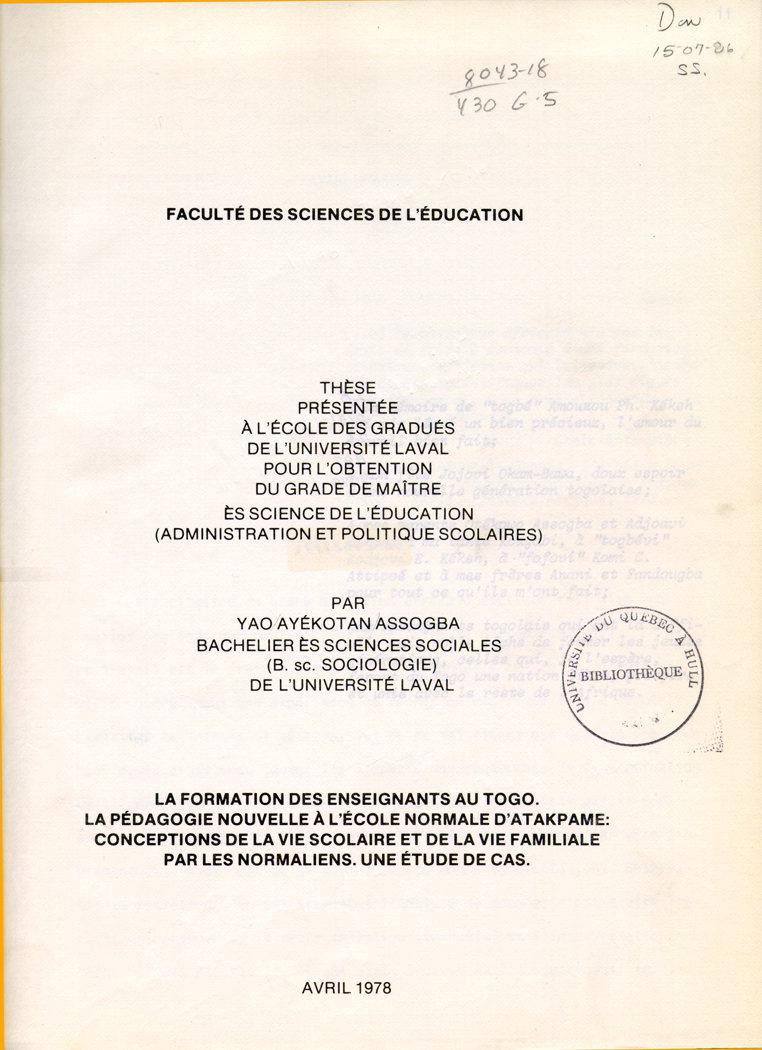 Don 11
15-07-86
SS.
8043-18
430 G-5
FACULTÉ DES SCIENCES DE L'ÉDUCATION
THÈSE
PRÉSENTÉE
À L'ÉCOLE DES GRADUÉS
DE L'UNIVERSITÉ LAVAL
POUR L'OBTENTION
DU GRADE DE MAÎTRE
ÈS SCIENCE DE L'ÉDUCATION
(ADMINISTRATION ET POLITIQUE SCOLAIRES)
PAR
YAO AYÉKOTAN ASSOGBA
BACHELIER ÈS SCIENCES SOCIALES
(B. sc. SOCIOLOGIE)
DE L'UNIVERSITÉ LAVAL
UNIVERSITE DU QUÉBEC À HULL
BIBLIOTHÈQUE
LA FORMATION DES ENSEIGNANTS AU TOGO.
LA PÉDAGOGIE NOUVELLE À L'ÉCOLE NORMALE D'ATAKPAME:
CONCEPTIONS DE LA VIE SCOLAIRE ET DE LA VIE FAMILIALE
PAR LES NORMALIENS. UNE ÉTUDE DE CAS.
AVRIL 1978